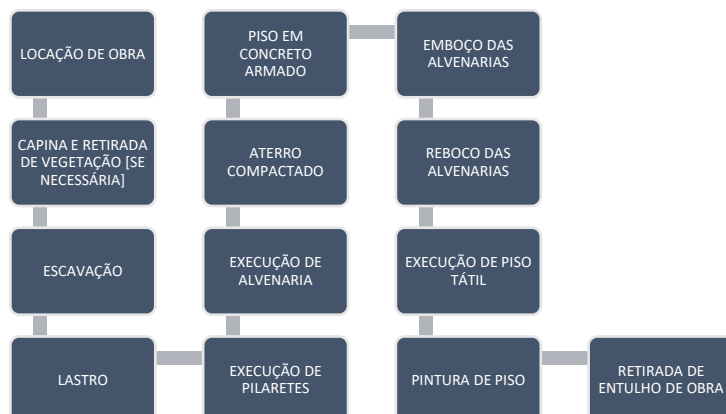 LOCAÇÃO DE OBRA
CAPINA E RETIRADA
DE VEGETAÇÃO [SE
NECESSÁRIA]
ESCAVAÇÃO
LASTRO
EXECUÇÃO DE
PILARETES
EXECUÇÃO DE
ALVENARIA
ATERRO
COMPACTADO
PISO EM
CONCRETO
ARMADO
EMBOÇO DAS
ALVENARIAS
REBOCO DAS
ALVENARIAS
EXECUÇÃO DE PISO
TÁTIL
PINTURA DE PISO
RETIRADA DE
ENTULHO DE OBRA